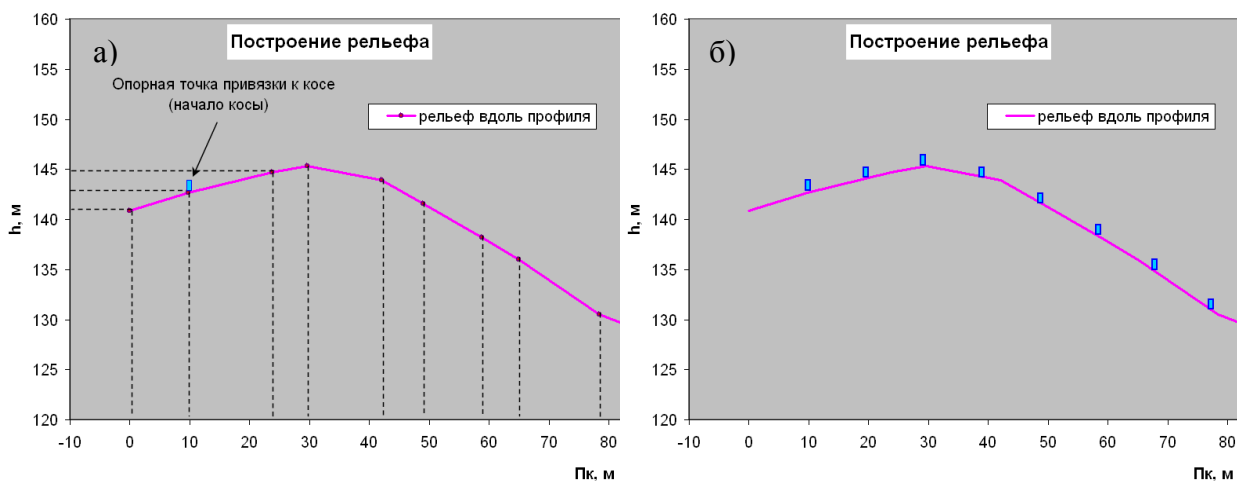 а)
Построение рельефа
Опорная точка привязки к косе
(начало косы)
рельеф вдоль профиля
h, м
160
155
150
145
140
135
130
125
120
-10 0 10 20 30 40 50 60 70 80
Пк, м
б)
Построение рельефа
рельеф вдоль профиля
h, м
160
155
150
145
140
135
130
125
120
-10 0 10 20 30 40 50 60 70 80
Пк, м